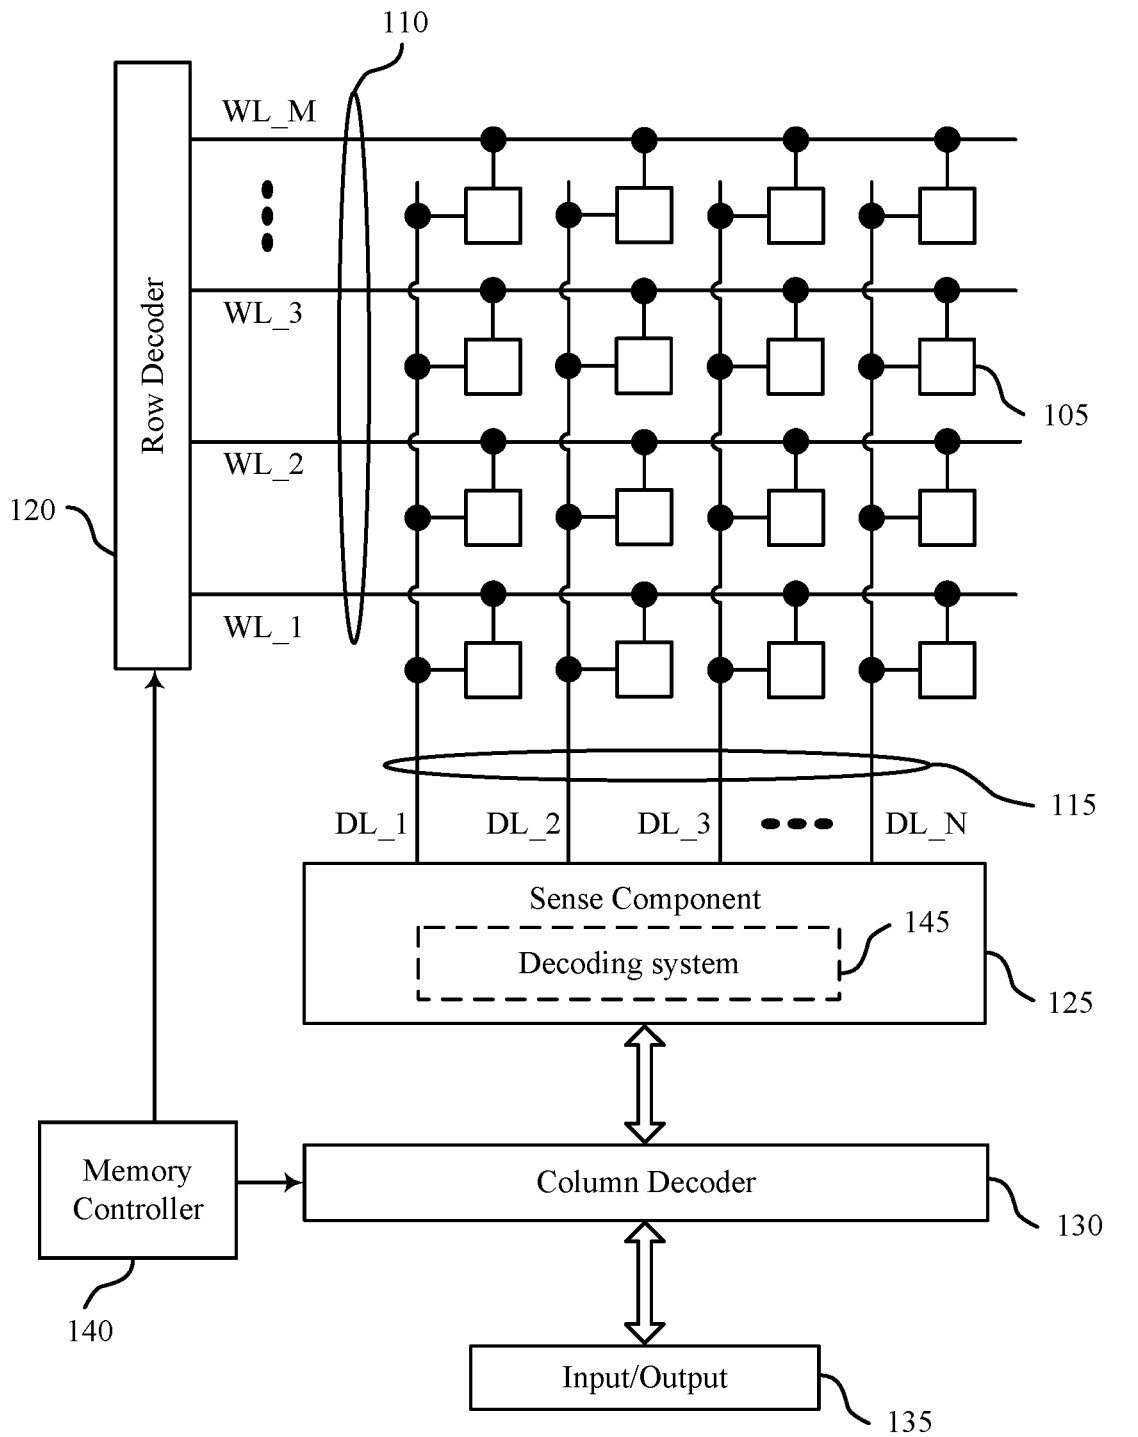 110
WL_M
WL_3
Row Decoder
105
WL_2
120
WL_1
115
DL_1 DL_2 DL_3 DL_N
Sense Component
145
Decoding system
125
Memory
Controller
Column Decoder
130
140
Input/Output
135